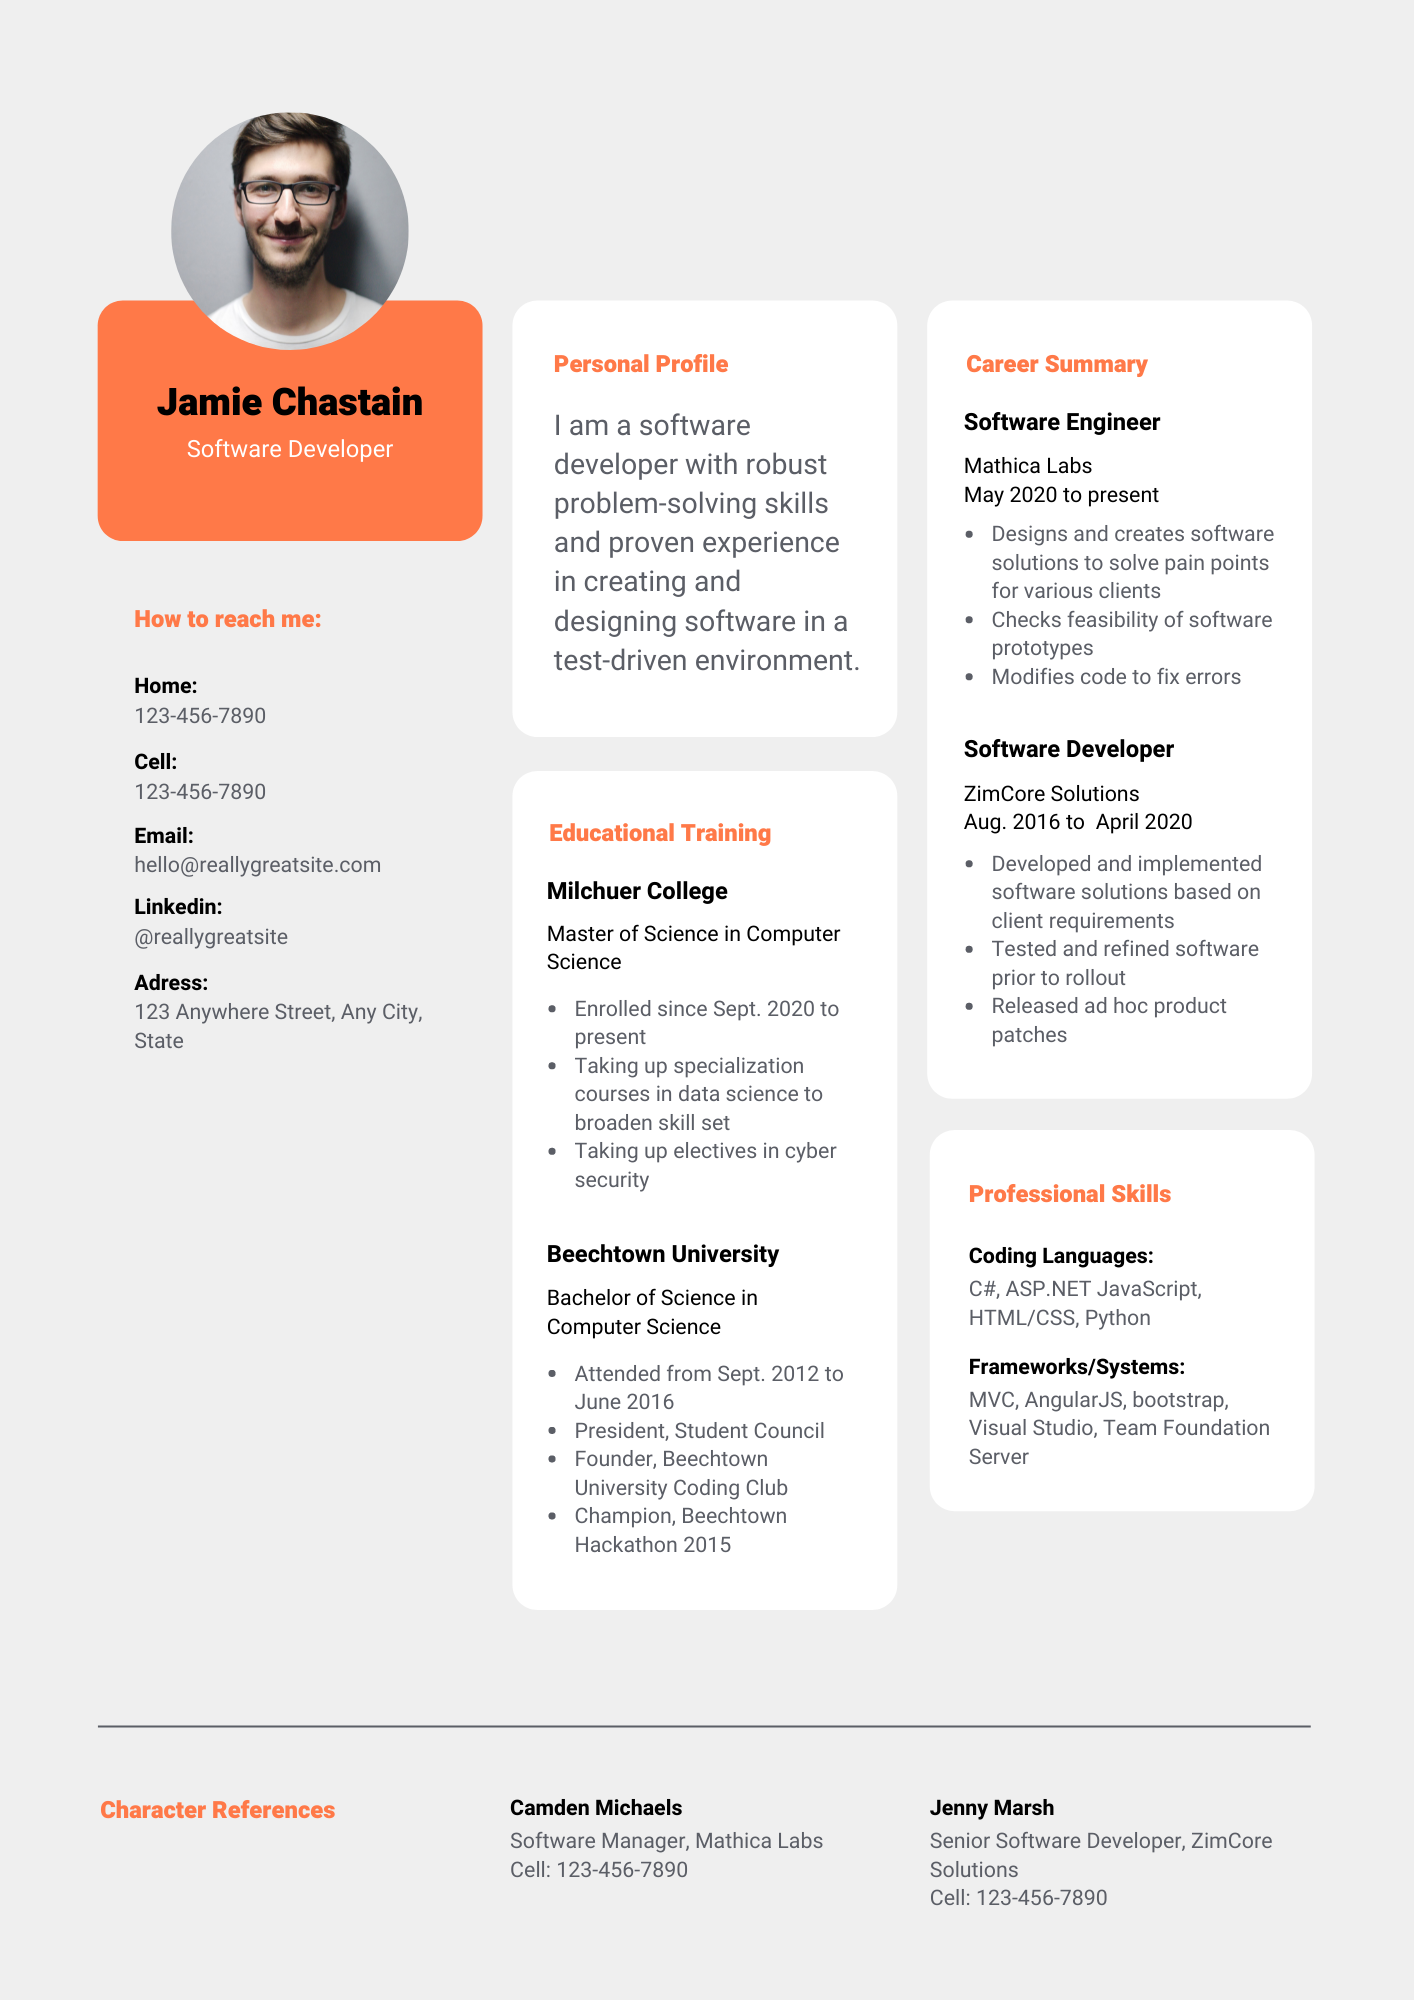 Jamie Chastain
Software Developer
How to reach me:
Home:
123-456-7890
Cell:
123-456-7890
Email:
hello@reallygreatsite.com
Linkedin:
@reallygreatsite
Adress:
123 Anywhere Street, Any City,
State
Personal Profile
I am a software
developer with robust
problem-solving skills
and proven experience
in creating and
designing software in a
test-driven environment.
Educational Training
Milchuer College
Master of Science in Computer
Science
• Enrolled since Sept. 2020 to
present
• Taking up specialization
courses in data science to
broaden skill set
• Taking up electives in cyber
security
Beechtown University
Bachelor of Science in
Computer Science
• Attended from Sept. 2012 to
June 2016
• President, Student Council
• Founder, Beechtown
University Coding Club
• Champion, Beechtown
Hackathon 2015
Career Summary
Software Engineer
Mathica Labs
May 2020 to present
• Designs and creates software
solutions to solve pain points
for various clients
• Checks feasibility of software
prototypes
• Modifies code to fix errors
Software Developer
ZimCore Solutions
Aug. 2016 to  April 2020
• Developed and implemented
software solutions based on
client requirements
• Tested and refined software
prior to rollout
• Released ad hoc product
patches
Professional Skills
Coding Languages:
C#, ASP.NET JavaScript,
HTML/CSS, Python
Frameworks/Systems:
MVC, AngularJS, bootstrap,
Visual Studio, Team Foundation
Server
Character References
Camden Michaels
Software Manager, Mathica Labs
Cell: 123-456-7890
Jenny Marsh
Senior Software Developer, ZimCore
Solutions
Cell: 123-456-7890